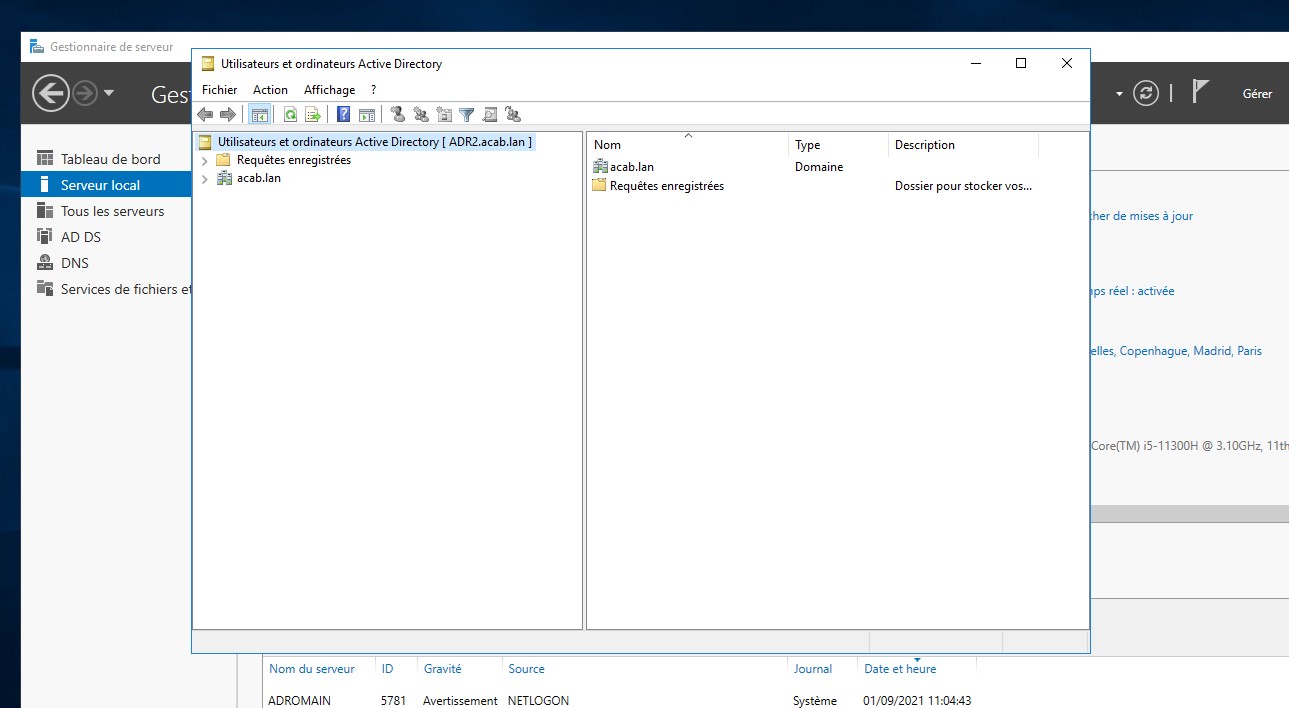 Gestionnaire de serveur
Utilisateurs et ordinateurs Active Directory
Fichier Action Affichage ?
Ges
Gérer
Utilisateurs et ordinateurs Active Directory [ ADR2.acab.lan ]
Requêtes enregistrées
acab.lan
Nom Type Description
acab.lan Domaine
Requêtes enregistrées Dossier pour stocker vos...
Tableau de bord
Serveur local
Tous les serveurs
AD DS
DNS
Services de fichiers et
cher de mises à jour
ps réel : activée
elles, Copenhague, Madrid, Paris
Core(TM) i5-11300H @ 3.10GHz, 11th
Nom du serveur ID Gravité Source Journal Date et heure
ADROMAIN 5781 Avertissement NETLOGON Système 01/09/2021 11:04:43